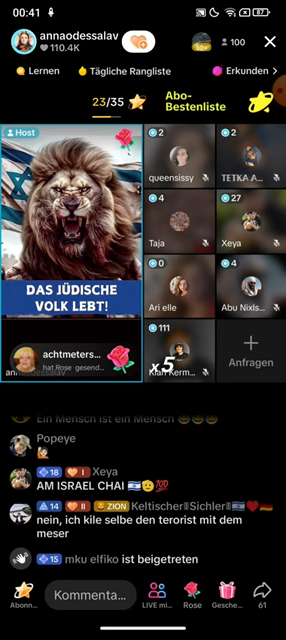 00:41
87
annaodessalav
110.4K
100
Lernen
Tägliche Rangliste
Erkunden
23/35
Abo-
Bestenliste
Host
DAS JÜDISCHE
VOLK LEBT!
2
queensissy
2
TETKA A...
4
Taja
27
Xeya
0
Ari elle
4
Abu Nixls...
111
x5
Anfragen
achtmeters...
hat Rose gesend...
Ein Mensch ist ein Mensch
Popeye
18 I Xeya
AM ISRAEL CHAI 🇮🇱🫡💯
14 II ZION Keltischer Sichler
nein, ich kile selbe den terorist mit dem
meser
15 mku elfiko ist beigetreten
Kommenta...
Abonn...
LIVE mi...
Rose
Gesche...
61